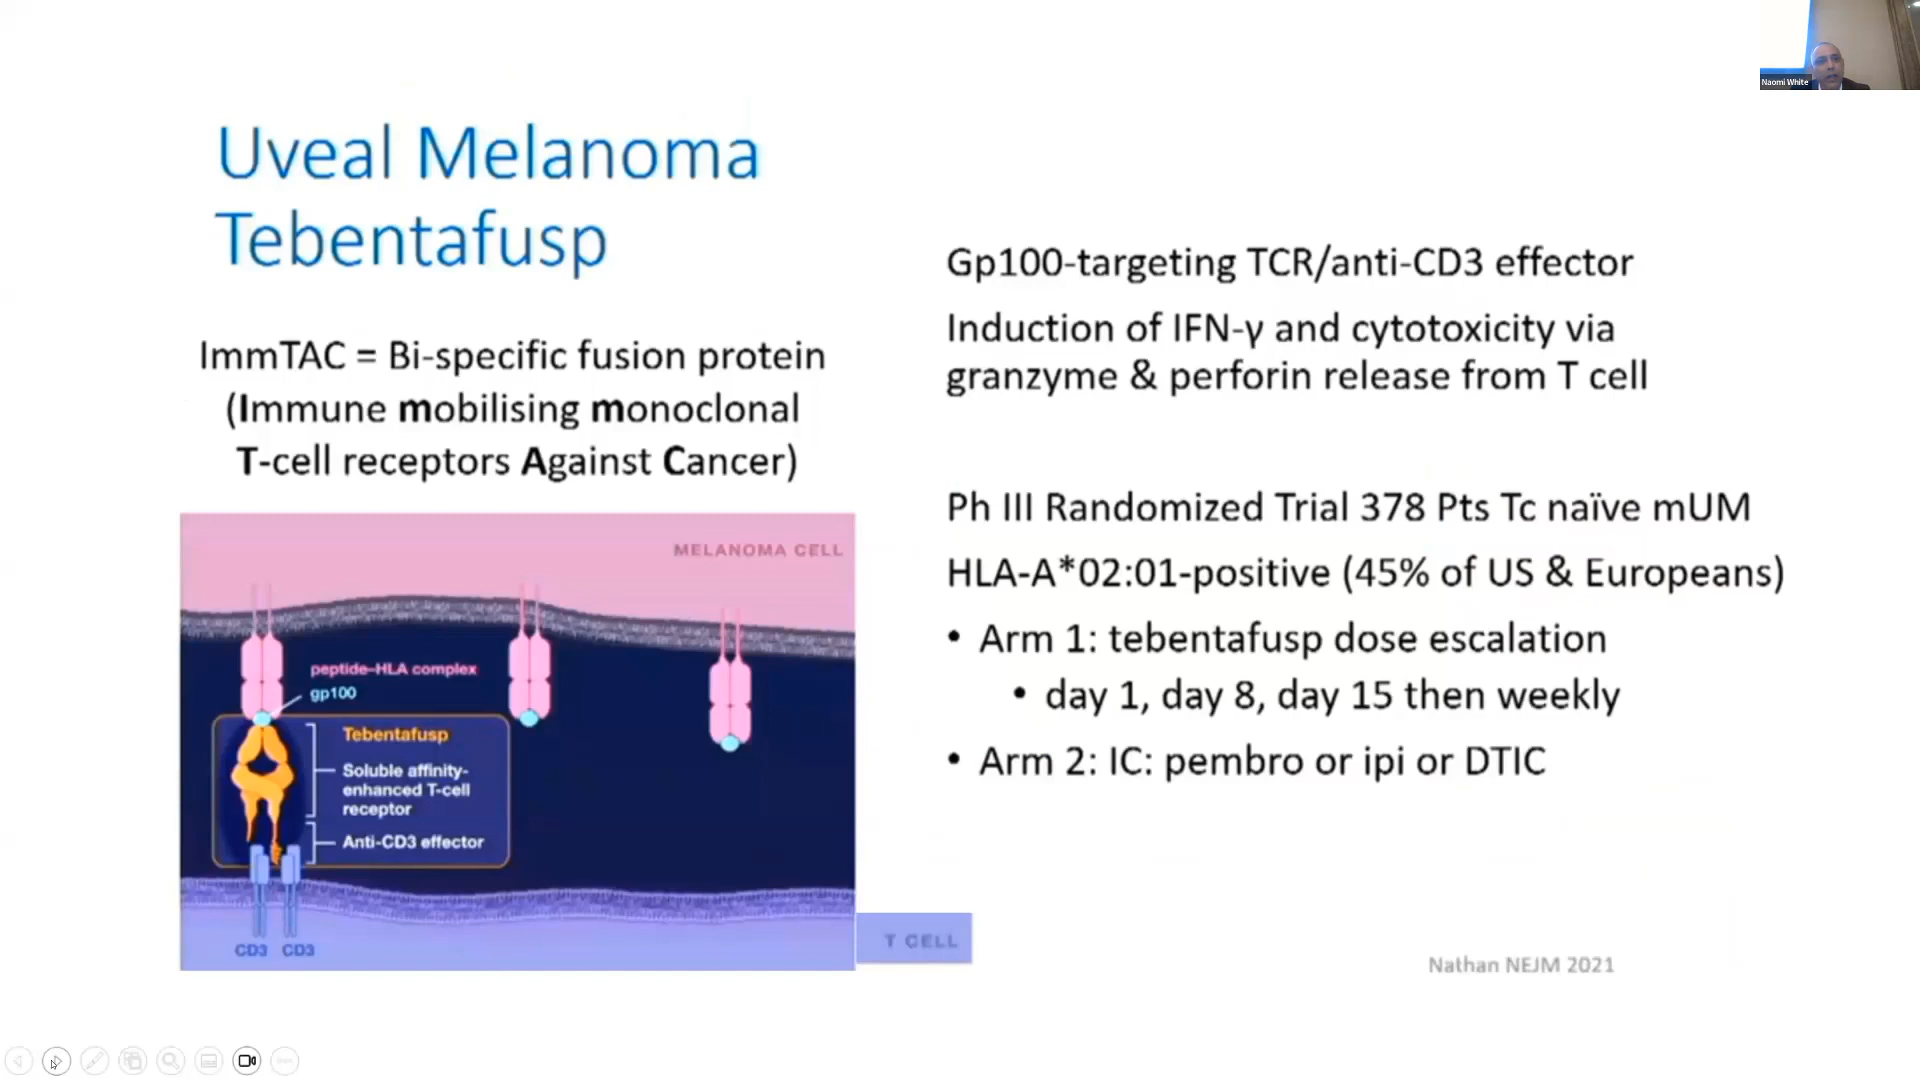 Naomi White
Uveal Melanoma
Tebentafusp
ImmTAC = Bi-specific fusion protein
(Immune mobilising monoclonal
T-cell receptors Against Cancer)
MELANOMA CELL
peptide–HLA complex
gp100
Tebentafusp
Soluble affinity-
enhanced T-cell
receptor
Anti-CD3 effector
CD3 CD3
T CELL
Gp100-targeting TCR/anti-CD3 effector
Induction of IFN-γ and cytotoxicity via
granzyme & perforin release from T cell
Ph III Randomized Trial 378 Pts Tc naïve mUM
HLA-A*02:01-positive (45% of US & Europeans)
• Arm 1: tebentafusp dose escalation
• day 1, day 8, day 15 then weekly
• Arm 2: IC: pembro or ipi or DTIC
Nathan NEJM 2021